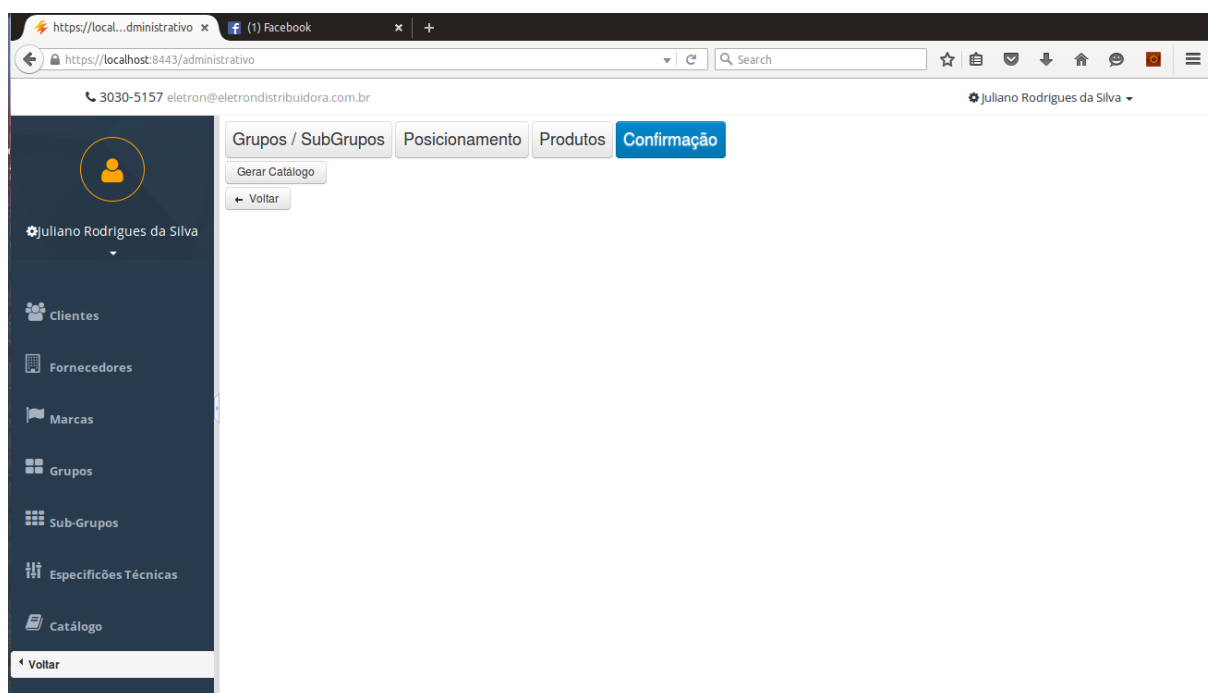 https://local...dministrativo
(1) Facebook
https://localhost:8443/administrativo
Search
3030-5157 eletron@eletrondistribuidora.com.br
Juliano Rodrigues da Silva
Grupos / SubGrupos Posicionamento Produtos Confirmação
Gerar Catálogo
← Voltar
Juliano Rodrigues da Silva
Clientes
Fornecedores
Marcas
Grupos
Sub-Grupos
Especificões Técnicas
Catálogo
Voltar